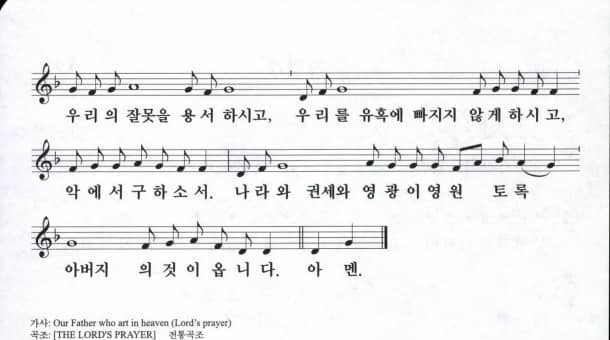 우리의 잘못을 용서 하시고, 우리를 유혹에 빠지지 않게하시고,
악에서구하소서. 나라와 권세와 영광이영원 토록
아버지 의것이옵니다. 아 멘.
가사: Our Father who art in heaven (Lord's prayer)
곡조: [THE LORD'S PRAYER] 전통곡조